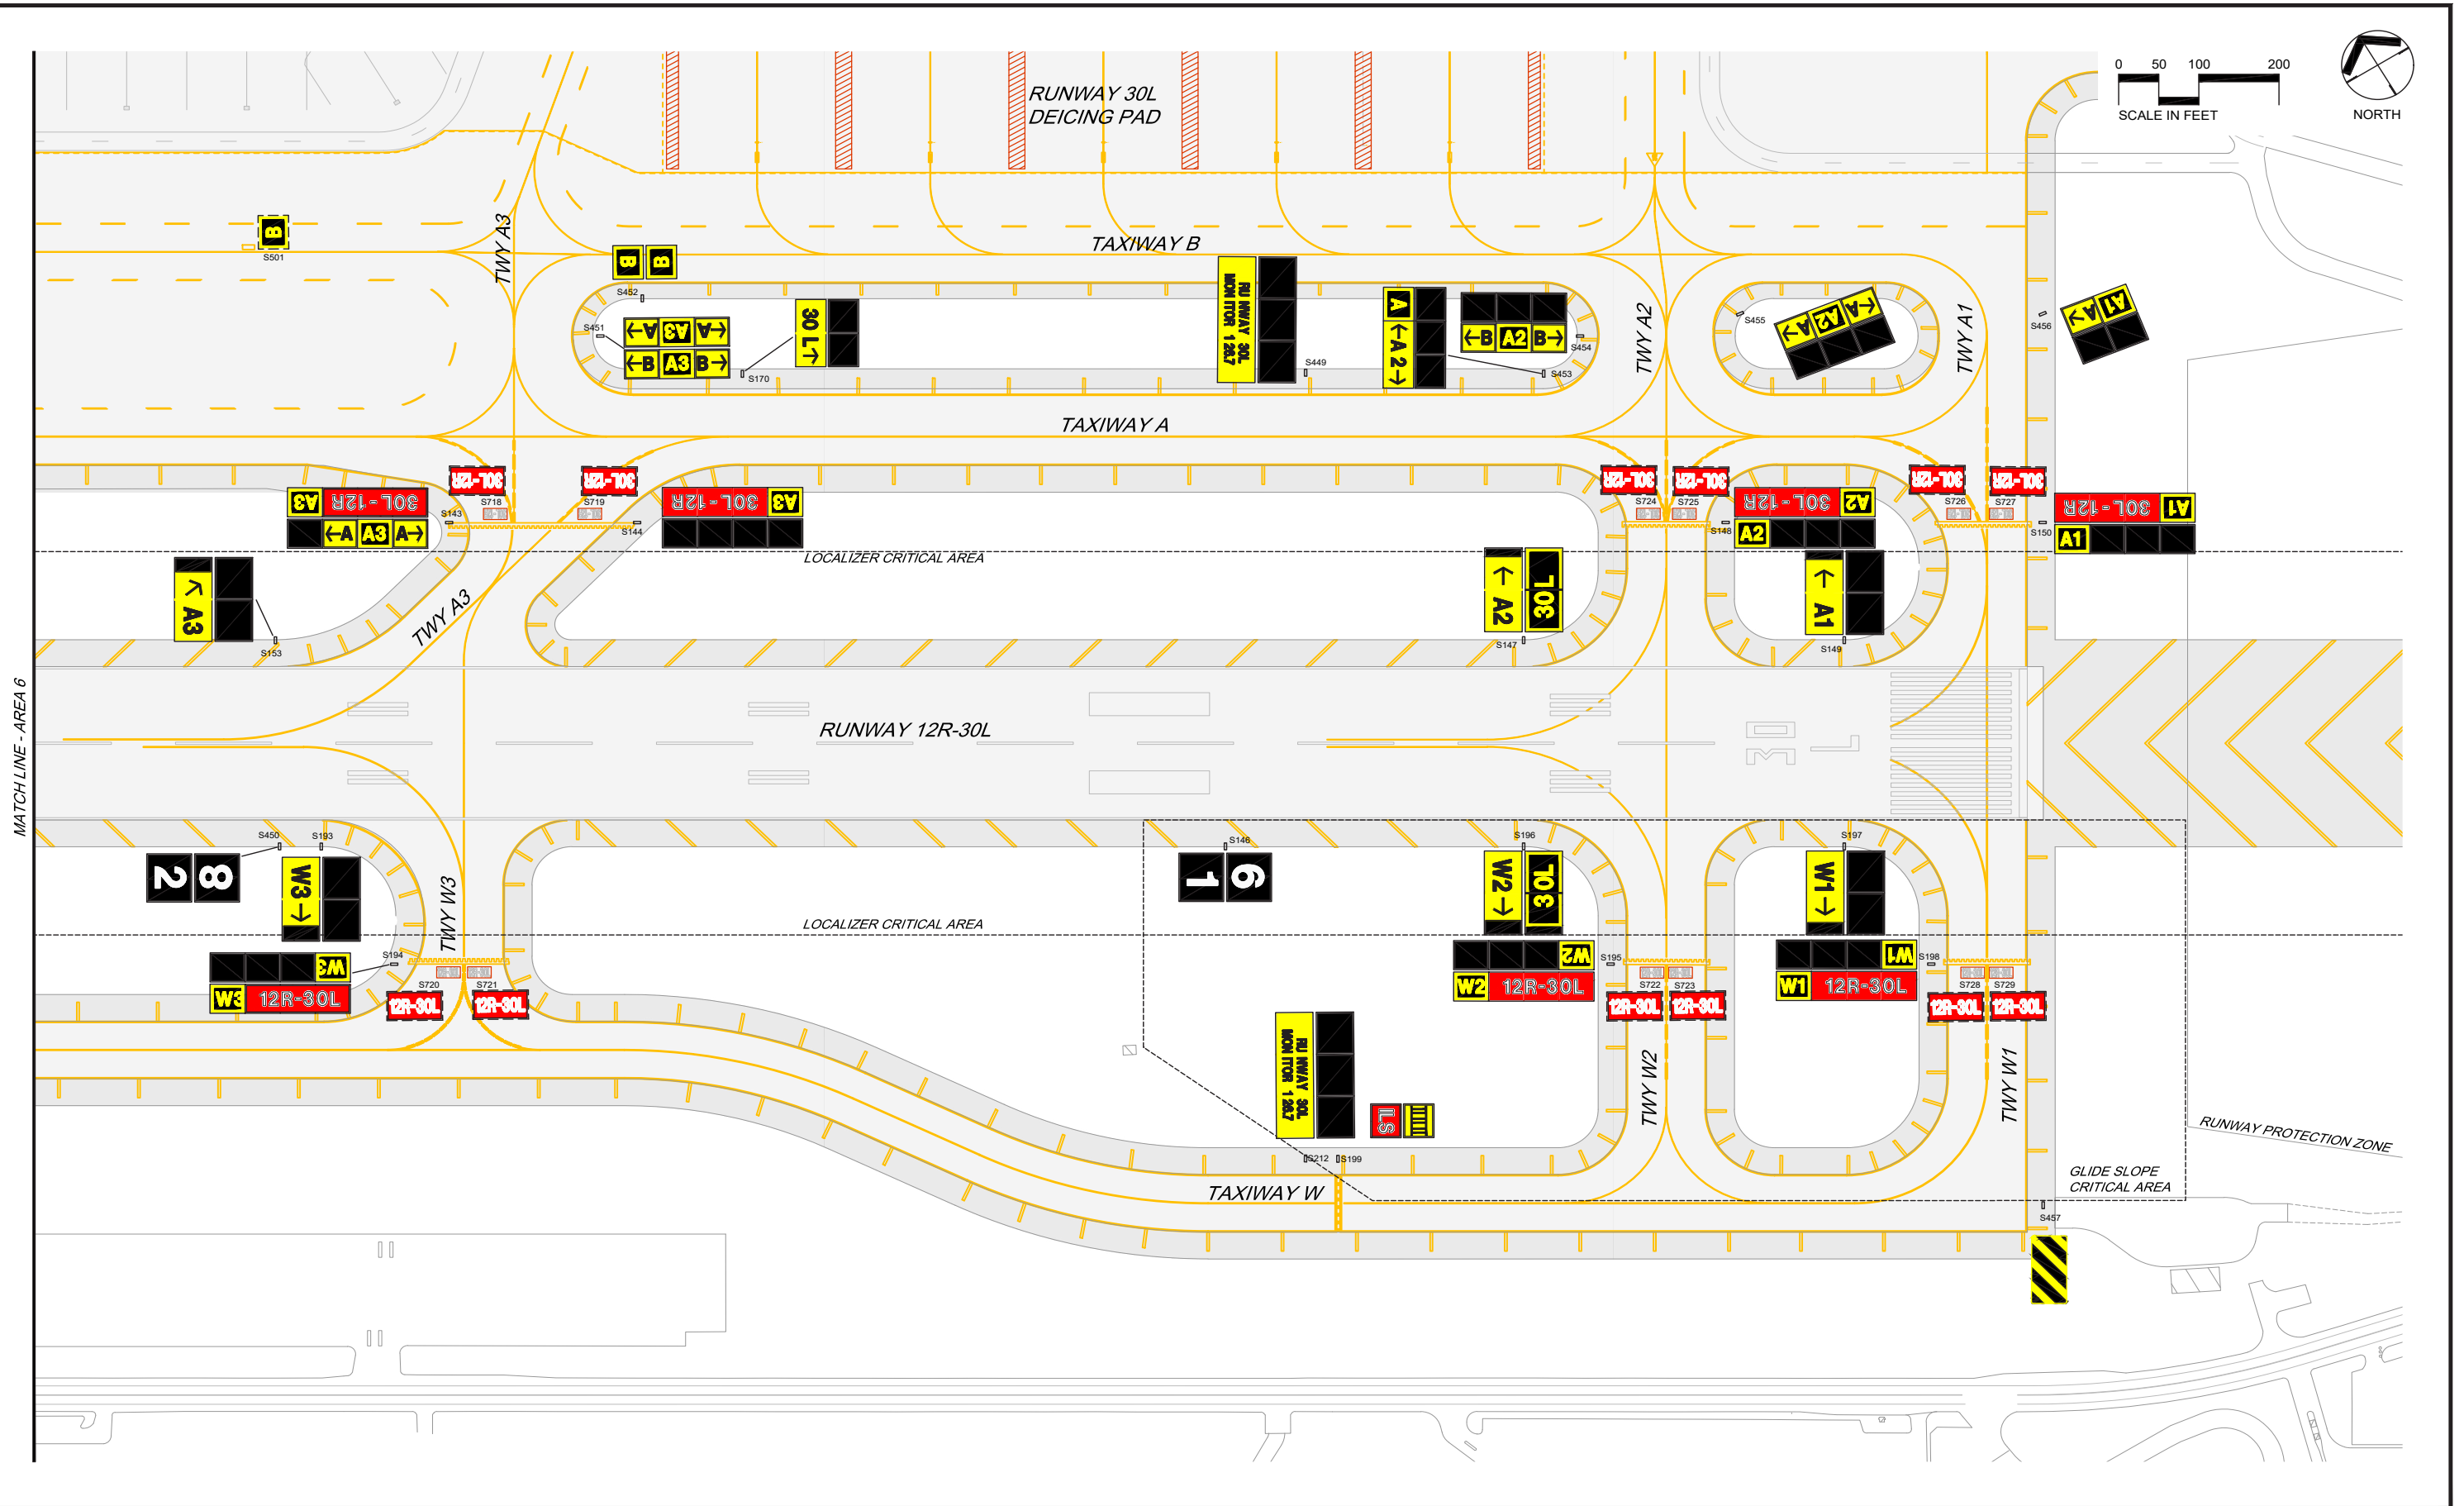 0 50 100 200
SCALE IN FEET
NORTH
RUNWAY 30L
DEICING PAD
B
S501
TWY A3
B B
S452
TAXIWAY B
RUNWAY 30L
MONITOR 128.7
30 L→
A ←A 2→
←B A2 B→
S454
S453
S449
S451
←A A3 A→
←B A3 B→
S170
TWY A2
S455
←A A2 A→
TWY A1
S456
A1 A→
TAXIWAY A
30L-12R
30L-12R
30L-12R
30L-12R
30L-12R
30L-12R
S718
S719
S724
S725
S726
S727
A3 30L-12R
←A A3 A→
S143
30L-12R A3
S144
30L-12R A2
A2
S148
30L-12R A1
A1
S150
LOCALIZER CRITICAL AREA
← A3
S153
TWY A3
← A2
30L
S147
← A1
S149
MATCH LINE - AREA 6
RUNWAY 12R-30L
30
L
S450
S193
2 8
W3→
TWY W3
S146
1 6
S196
W2→
30L
S197
W1→
LOCALIZER CRITICAL AREA
W3
W3 12R-30L
S194
S720
S721
12R-30L
12R-30L
W2
W2 12R-30L
S195
S722
S723
12R-30L
12R-30L
W1
W1 12R-30L
S198
S728
S729
12R-30L
12R-30L
RUNWAY 30L
MONITOR 128.7
ILS
S212
S199
TWY W2
TWY W1
TAXIWAY W
RUNWAY PROTECTION ZONE
GLIDE SLOPE
CRITICAL AREA
S457